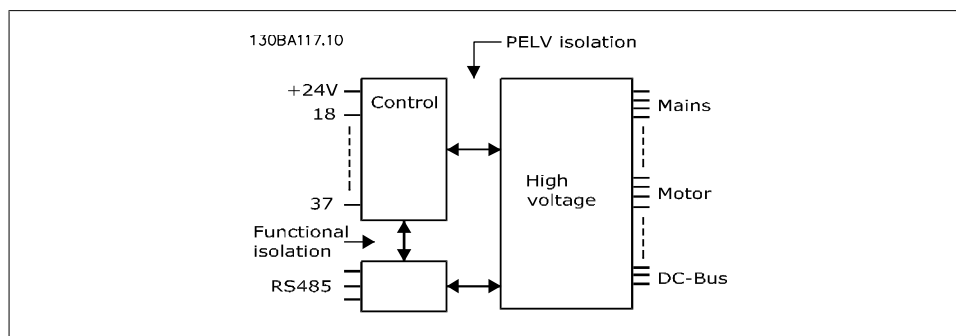 130BA117.10
PELV isolation
+24V
Control
18
Mains
High
voltage
37
Motor
Functional
isolation
RS485
DC-Bus